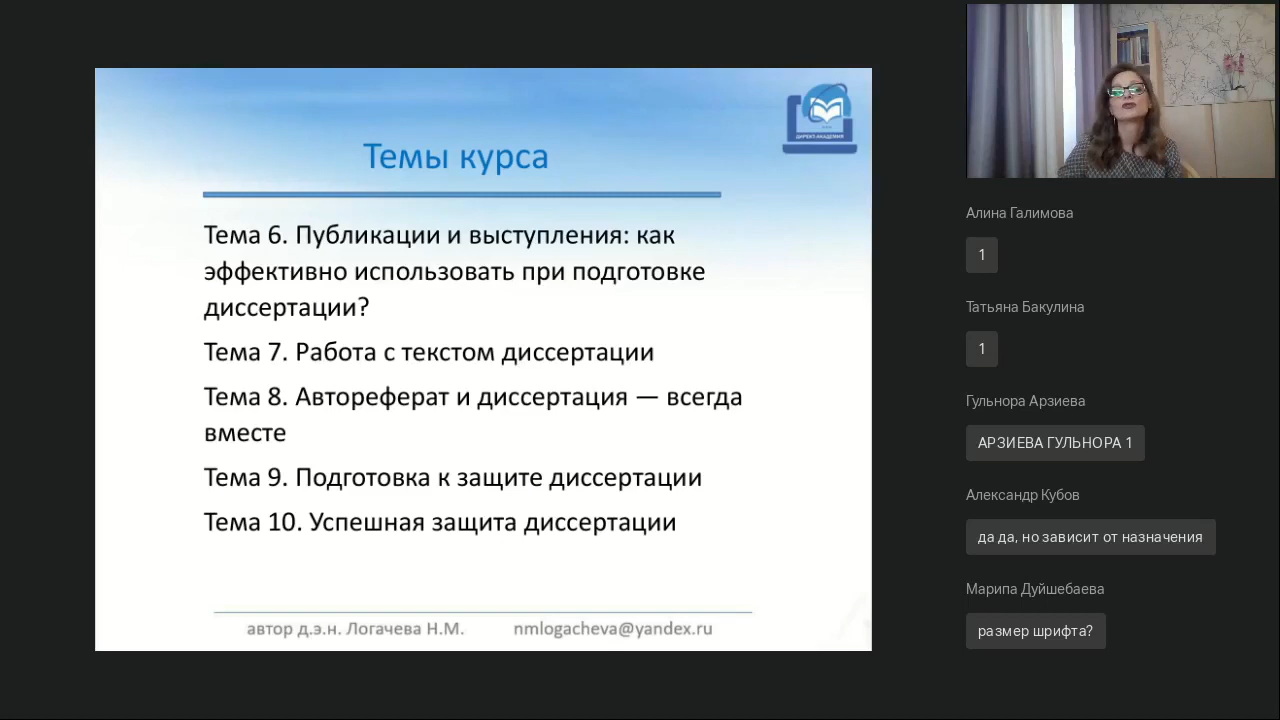 ДИРЕКТ-АКАДЕМИЯ
Темы курса
Тема 6. Публикации и выступления: как
эффективно использовать при подготовке
диссертации?
Тема 7. Работа с текстом диссертации
Тема 8. Автореферат и диссертация — всегда
вместе
Тема 9. Подготовка к защите диссертации
Тема 10. Успешная защита диссертации
автор д.э.н. Логачева Н.М. nmlogacheva@yandex.ru
Алина Галимова
1
Татьяна Бакулина
1
Гульнора Арзиева
АРЗИЕВА ГУЛЬНОРА 1
Александр Кубов
да да, но зависит от назначения
Марипа Дуйшебаева
размер шрифта?